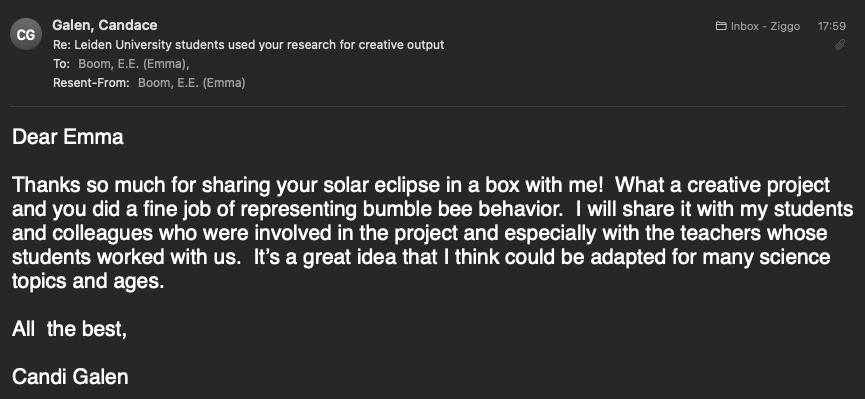 CG
Galen, Candace
Inbox - Ziggo 17:59
Re: Leiden University students used your research for creative output
To: Boom, E.E. (Emma),
Resent-From: Boom, E.E. (Emma)
Dear Emma
Thanks so much for sharing your solar eclipse in a box with me!  What a creative project
and you did a fine job of representing bumble bee behavior.  I will share it with my students
and colleagues who were involved in the project and especially with the teachers whose
students worked with us.  It’s a great idea that I think could be adapted for many science
topics and ages.
All  the best,
Candi Galen